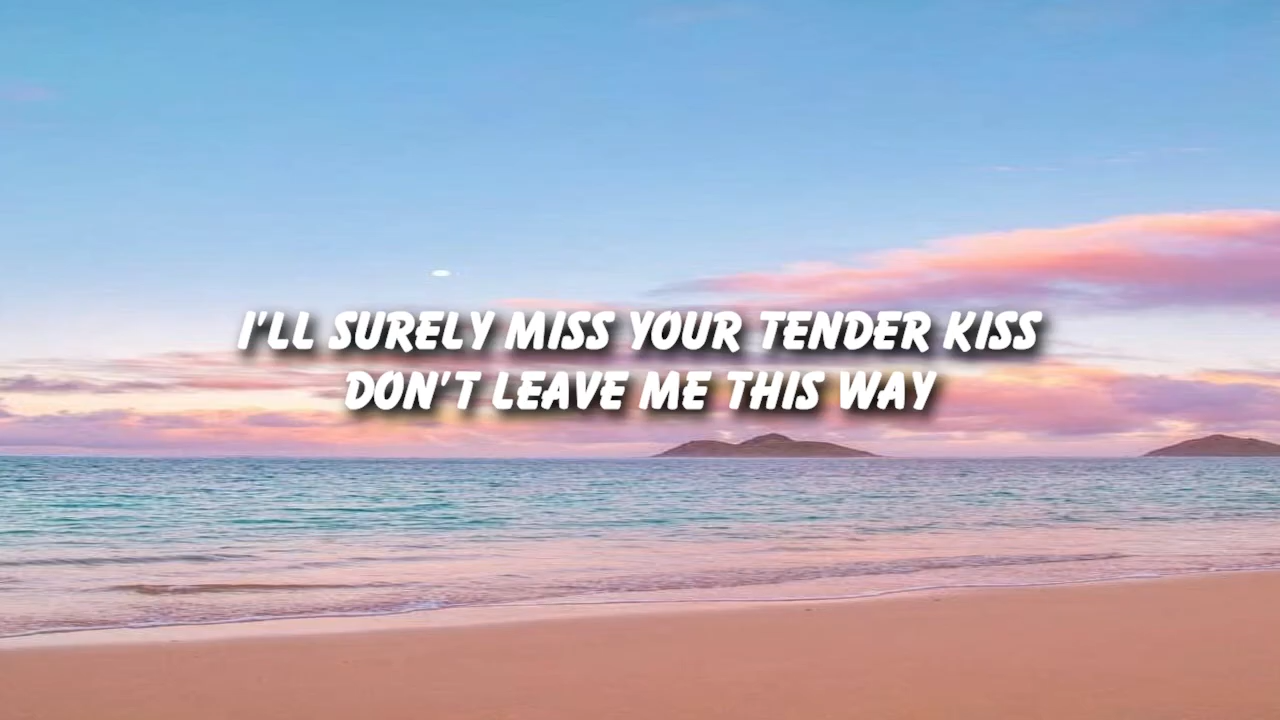 I'LL SURELY MISS YOUR TENDER KISS
DON'T LEAVE ME THIS WAY